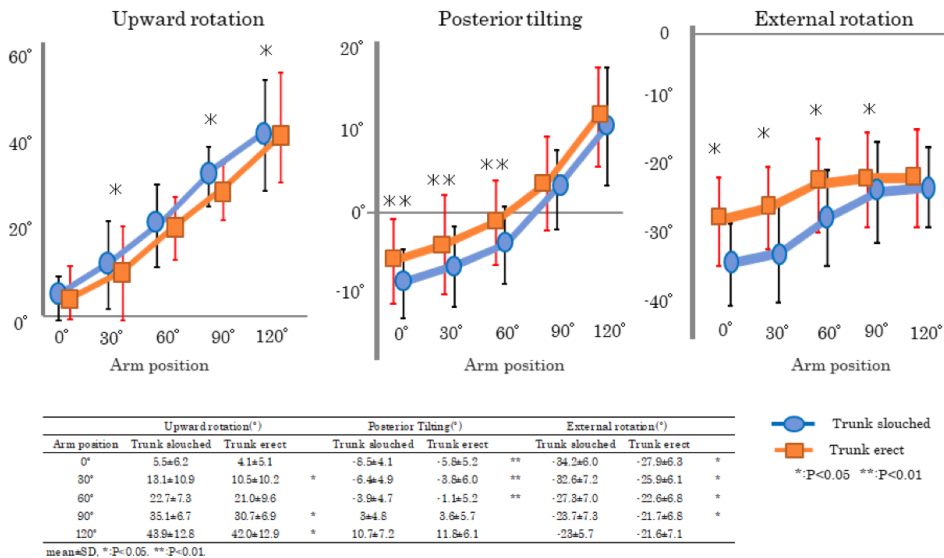 Upward rotation
60°
40°
20°
0°
* * *
0° 30° 60° 90° 120°
Arm position
Posterior tilting
20°
10°
0°
-10°
** ** **
0° 30° 60° 90° 120°
Arm position
External rotation
0
-10°
-20°
-30°
-40°
* * * *
0° 30° 60° 90° 120°
Arm position
Upward rotation(°) Posterior Tilting(°) External rotation(°)
Arm position Trunk slouched Trunk erect Trunk slouched Trunk erect Trunk slouched Trunk erect
0° 5.5±6.2 4.1±5.1 -8.5±4.1 -5.8±5.2 ** -34.2±6.0 -27.9±6.3 *
30° 13.1±10.9 10.5±10.2 * -6.4±4.9 -3.8±6.0 ** -32.6±7.2 -25.9±6.1 *
60° 22.7±7.3 21.0±9.6 -3.9±4.7 -1.1±5.2 ** -27.3±7.0 -22.6±6.8 *
90° 35.1±6.7 30.7±6.9 * 3±4.8 3.6±5.7 -23.7±7.3 -21.7±6.8 *
120° 43.9±12.8 42.0±12.9 * 10.7±7.2 11.8±6.1 -23±5.7 -21.6±7.1
mean±SD, *:P<0.05, **:P<0.01.
Trunk slouched
Trunk erect
*:P<0.05 **:P<0.01